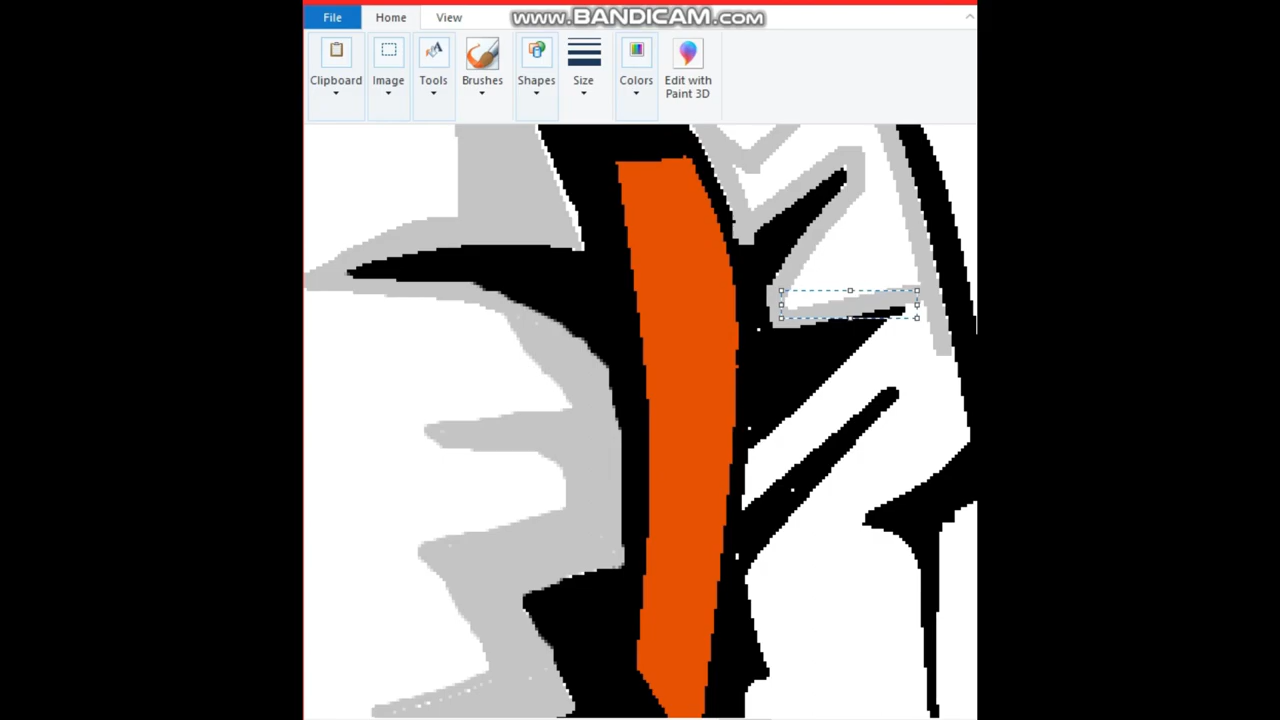 www.BANDICAM.com
File Home View
Clipboard Image Tools Brushes Shapes Size Colors Edit with
Paint 3D